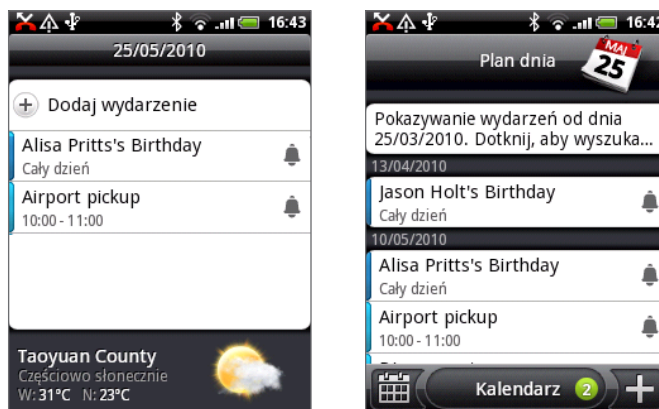 16:43
25/05/2010
Dodaj wydarzenie
Alisa Pritts's Birthday
Cały dzień
Airport pickup
10:00 - 11:00
Taoyuan County
Częściowo słonecznie
W: 31°C N: 23°C
16:42
Plan dnia
MAJ
25
Pokazywanie wydarzeń od dnia
25/03/2010. Dotknij, aby wyszuka...
13/04/2010
Jason Holt's Birthday
Cały dzień
10/05/2010
Alisa Pritts's Birthday
Cały dzień
Airport pickup
10:00 - 11:00
Kalendarz 2